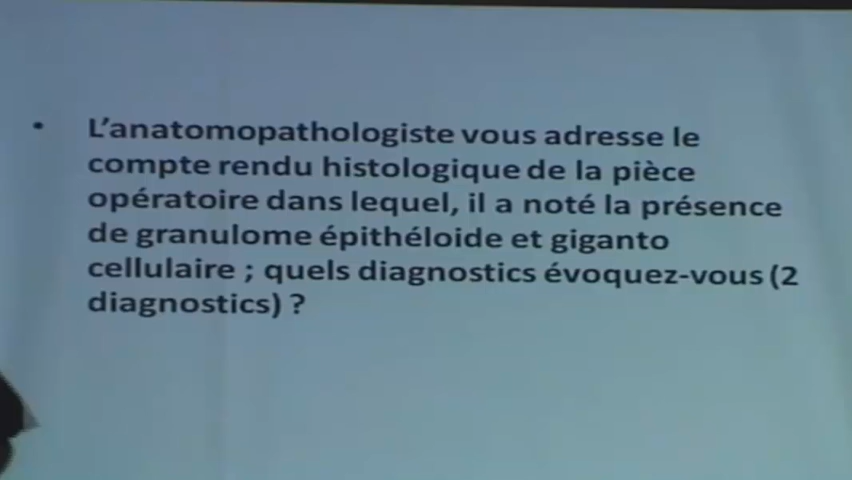 • L'anatomopathologiste vous adresse le
compte rendu histologique de la pièce
opératoire dans lequel, il a noté la présence
de granulome épithéloide et giganto
cellulaire ; quels diagnostics évoquez-vous (2
diagnostics) ?